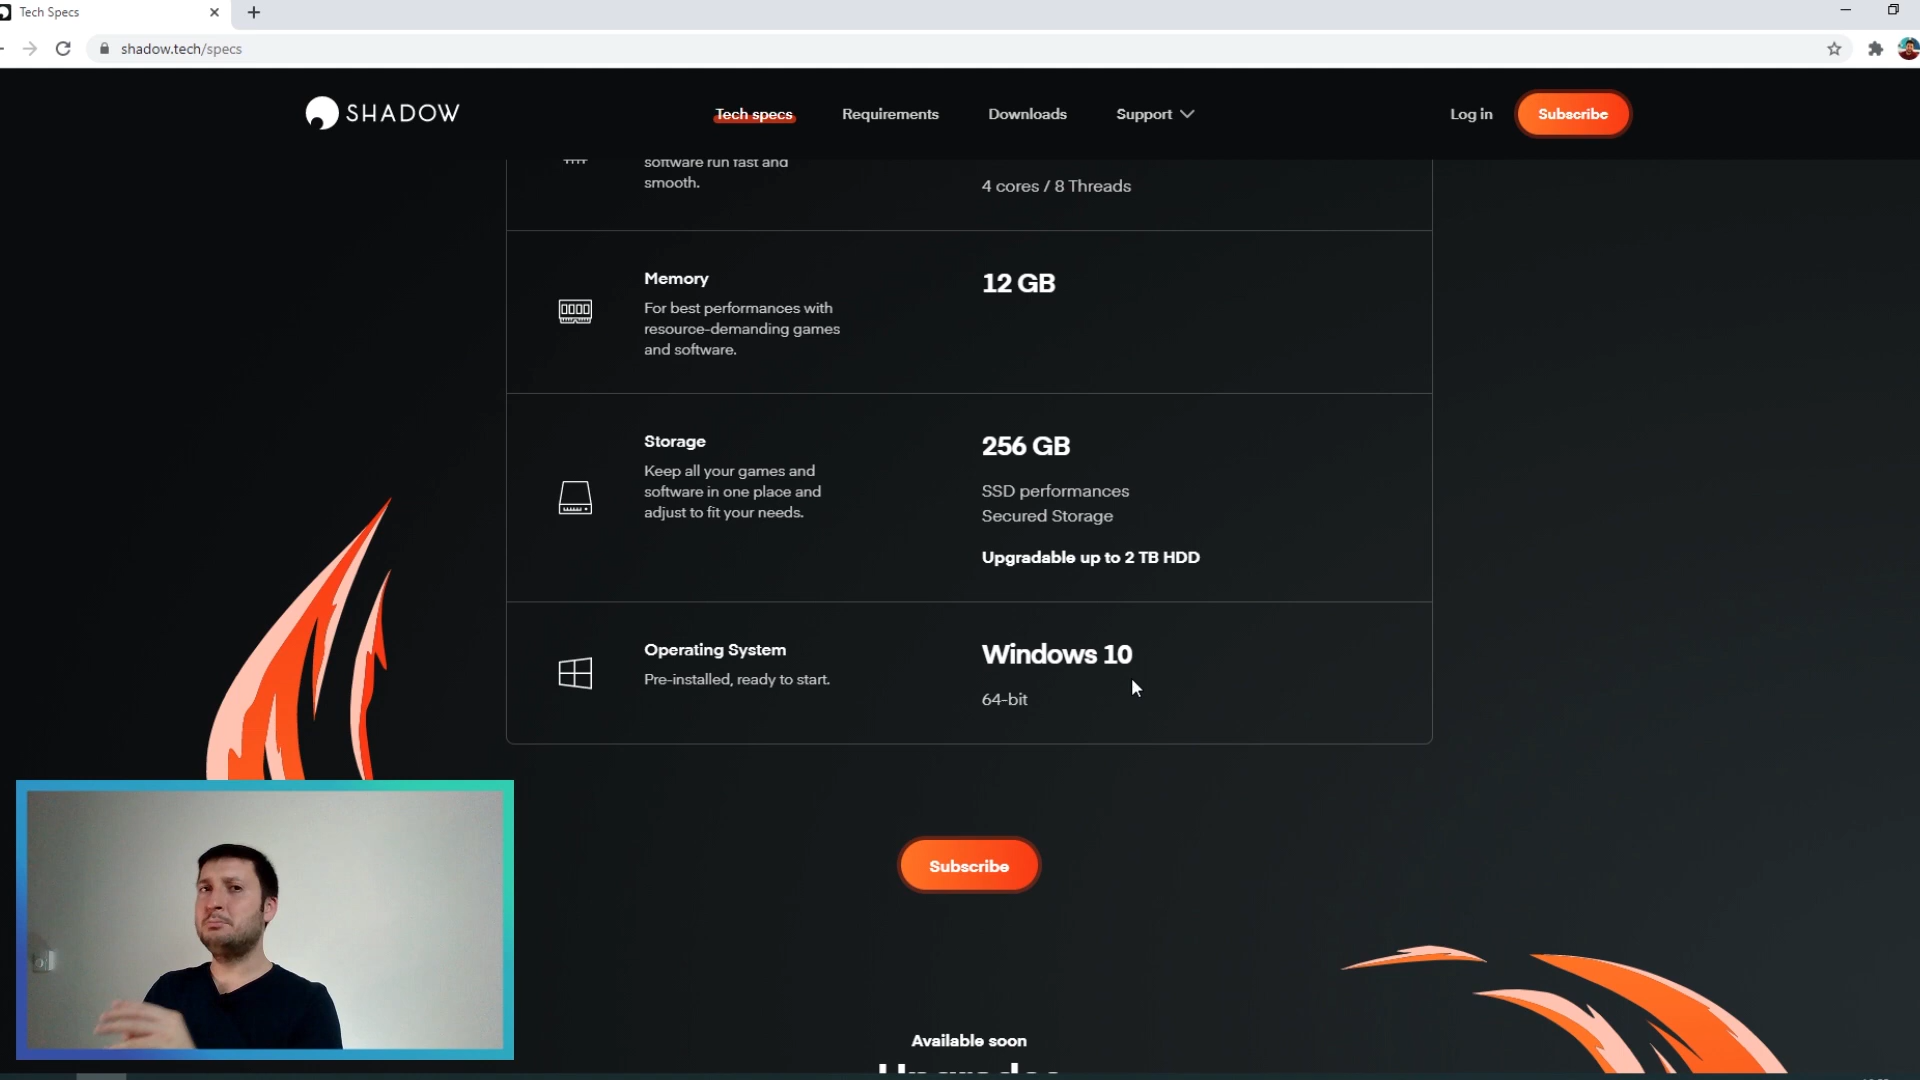 Tech Specs
shadow.tech/specs
SHADOW
Tech specs
Requirements
Downloads
Support
Log in
Subscribe
software run fast and
smooth.
4 cores / 8 Threads
Memory
12 GB
For best performances with
resource-demanding games
and software.
Storage
256 GB
Keep all your games and
software in one place and
adjust to fit your needs.
SSD performances
Secured Storage
Upgradable up to 2 TB HDD
Operating System
Windows 10
Pre-installed, ready to start.
64-bit
Subscribe
Available soon